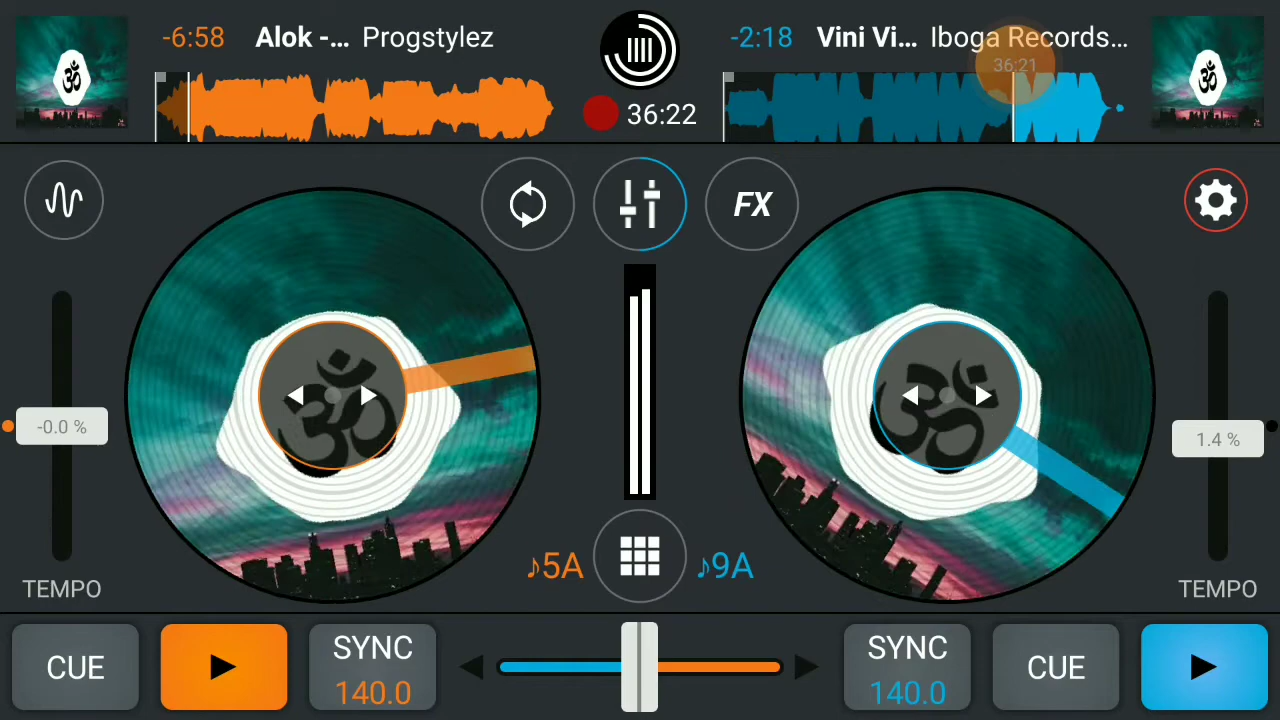 -6:58 Alok -... Progstylez
-2:18 Vini Vi... Iboga Records...
36:21
36:22
FX
ॐ
ॐ
ॐ
ॐ
-0.0 %
1.4 %
♪5A
♪9A
TEMPO
TEMPO
CUE
SYNC
140.0
SYNC
140.0
CUE